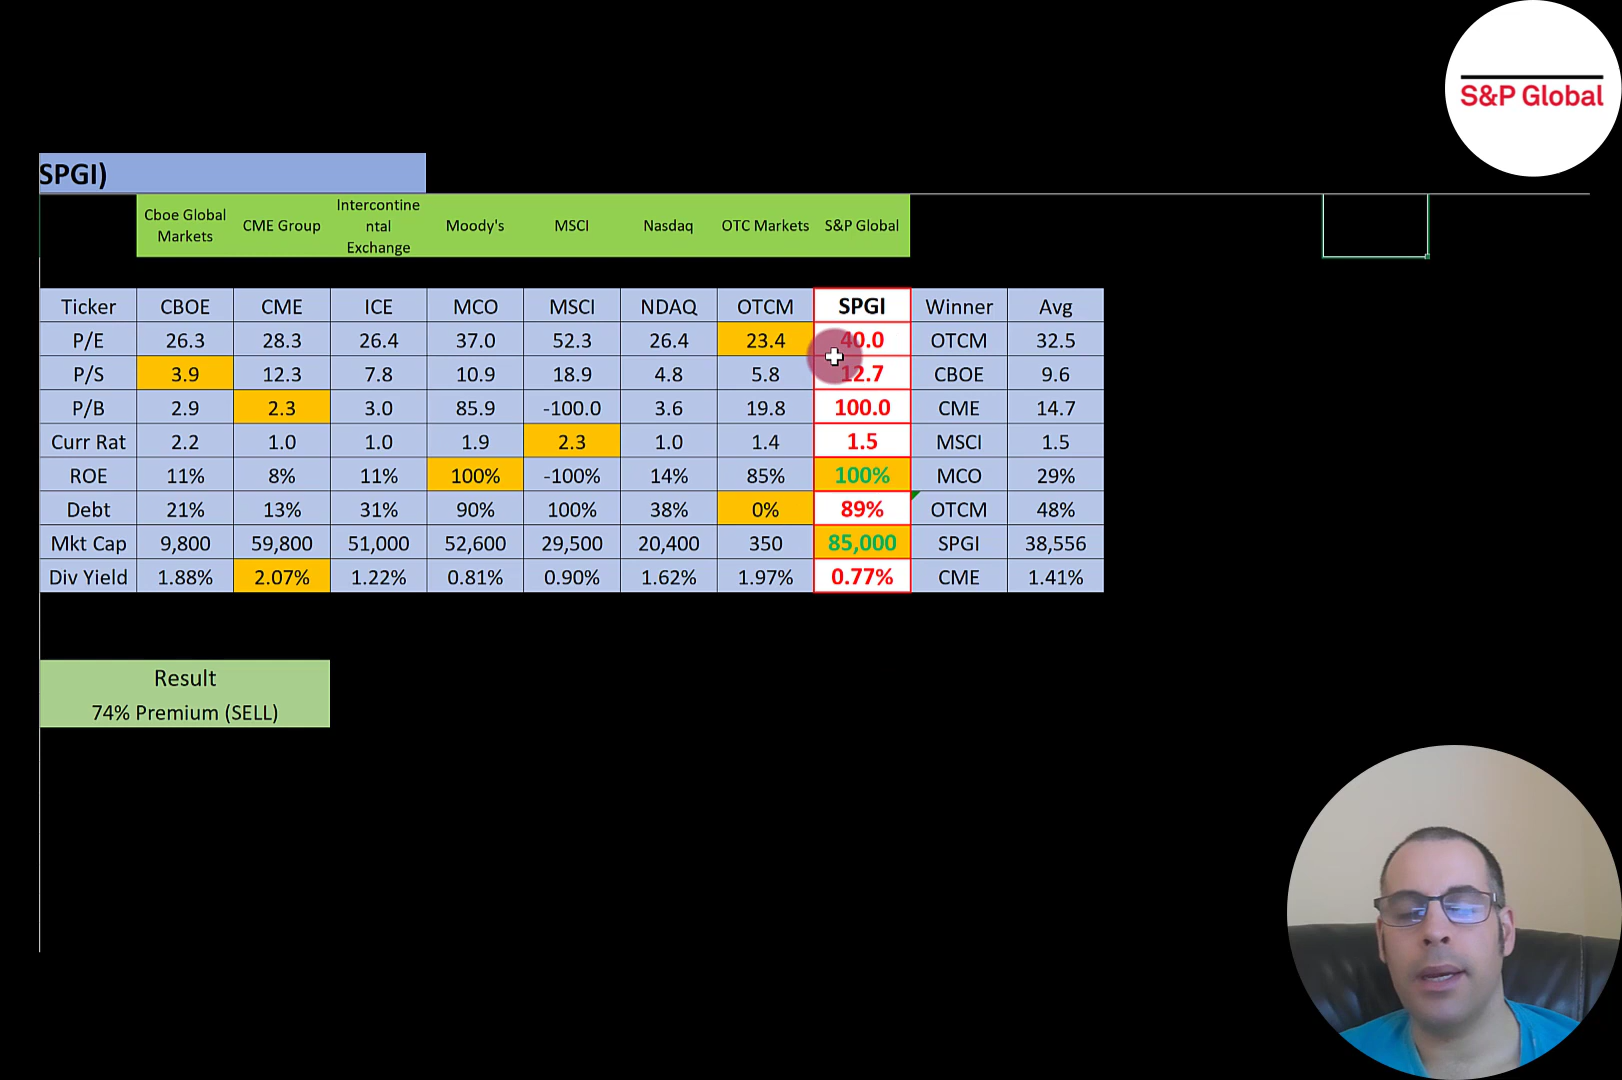 S&P Global
SPGI)
Cboe Global
Markets
CME Group
Intercontine
ntal
Exchange
Moody's
MSCI
Nasdaq
OTC Markets
S&P Global
Ticker CBOE CME ICE MCO MSCI NDAQ OTCM SPGI Winner Avg
P/E 26.3 28.3 26.4 37.0 52.3 26.4 23.4 40.0 OTCM 32.5
P/S 3.9 12.3 7.8 10.9 18.9 4.8 5.8 12.7 CBOE 9.6
P/B 2.9 2.3 3.0 85.9 -100.0 3.6 19.8 100.0 CME 14.7
Curr Rat 2.2 1.0 1.0 1.9 2.3 1.0 1.4 1.5 MSCI 1.5
ROE 11% 8% 11% 100% -100% 14% 85% 100% MCO 29%
Debt 21% 13% 31% 90% 100% 38% 0% 89% OTCM 48%
Mkt Cap 9,800 59,800 51,000 52,600 29,500 20,400 350 85,000 SPGI 38,556
Div Yield 1.88% 2.07% 1.22% 0.81% 0.90% 1.62% 1.97% 0.77% CME 1.41%
Result
74% Premium (SELL)